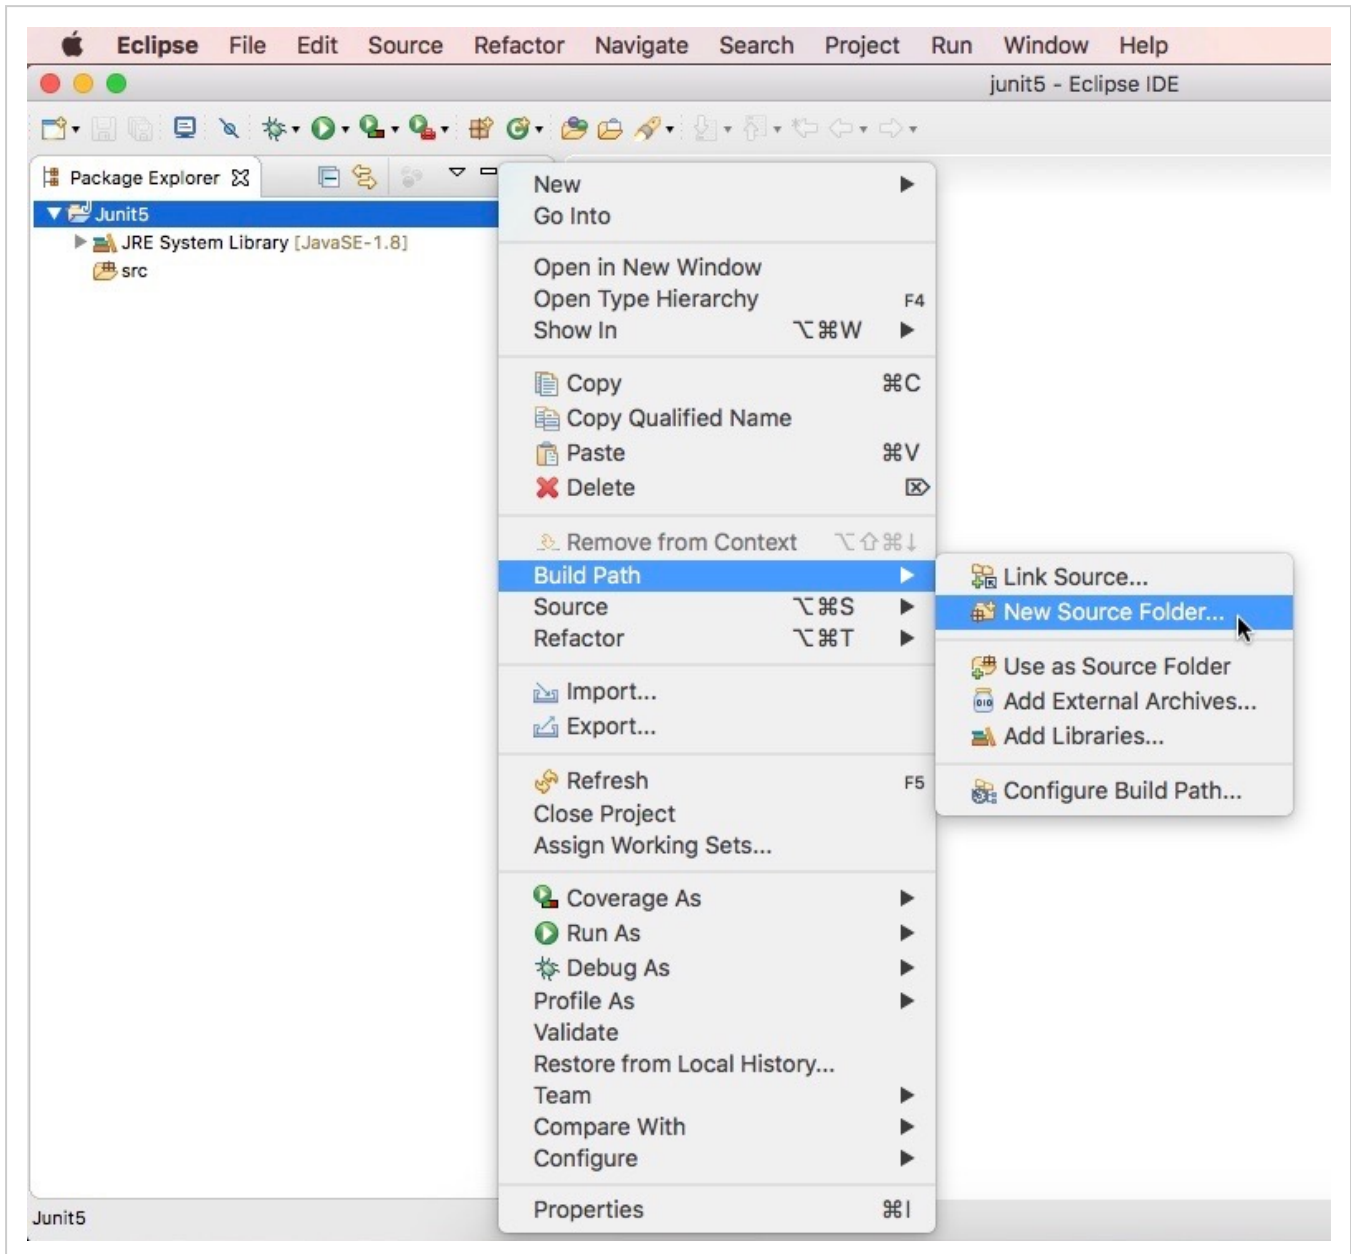 Eclipse File Edit Source Refactor Navigate Search Project Run Window Help
junit5 - Eclipse IDE
Package Explorer
Junit5
JRE System Library [JavaSE-1.8]
src
New
Go Into
Open in New Window
Open Type Hierarchy F4
Show In ⌥⌘W
Copy ⌘C
Copy Qualified Name
Paste ⌘V
Delete ⌦
Remove from Context ⌥⇧⌘↓
Build Path
Source ⌥⌘S
Refactor ⌥⌘T
Import...
Export...
Refresh F5
Close Project
Assign Working Sets...
Coverage As
Run As
Debug As
Profile As
Validate
Restore from Local History...
Team
Compare With
Configure
Properties ⌘I
Link Source...
New Source Folder...
Use as Source Folder
Add External Archives...
Add Libraries...
Configure Build Path...
Junit5